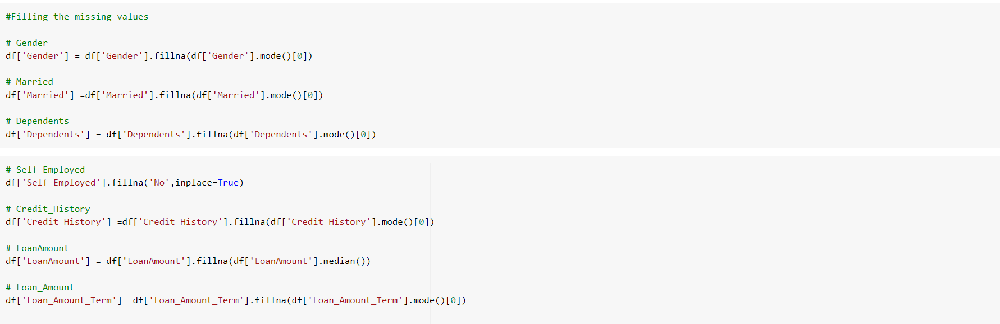 #Filling the missing values
# Gender
df['Gender'] = df['Gender'].fillna(df['Gender'].mode()[0])
# Married
df['Married'] =df['Married'].fillna(df['Married'].mode()[0])
# Dependents
df['Dependents'] = df['Dependents'].fillna(df['Dependents'].mode()[0])
# Self_Employed
df['Self_Employed'].fillna('No',inplace=True)
# Credit_History
df['Credit_History'] =df['Credit_History'].fillna(df['Credit_History'].mode()[0])
# LoanAmount
df['LoanAmount'] = df['LoanAmount'].fillna(df['LoanAmount'].median())
# Loan_Amount
df['Loan_Amount_Term'] =df['Loan_Amount_Term'].fillna(df['Loan_Amount_Term'].mode()[0])